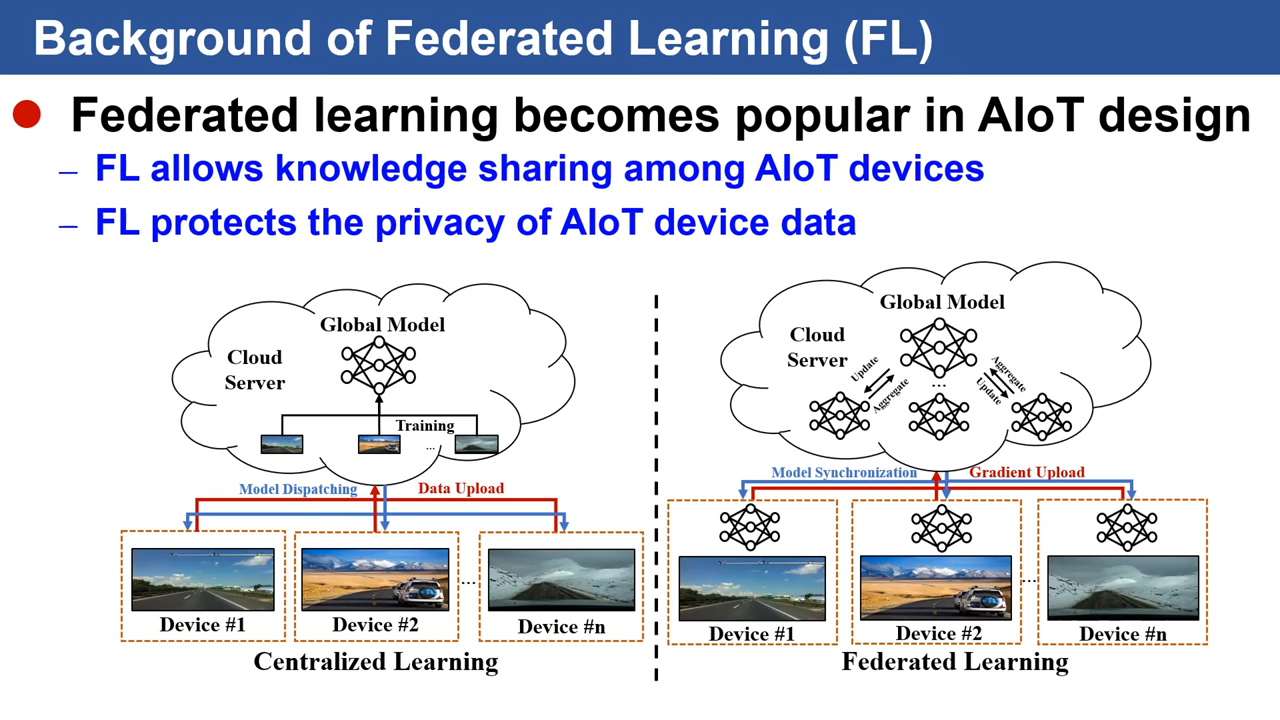 Background of Federated Learning (FL)
Federated learning becomes popular in AIoT design
– FL allows knowledge sharing among AIoT devices
– FL protects the privacy of AIoT device data
Global Model
Cloud
Server
Training
...
Model Dispatching
Data Upload
...
Device #1
Device #2
Device #n
Centralized Learning
Global Model
Cloud
Server
Update
Aggregate
...
Aggregate
Update
Model Synchronization
Gradient Upload
...
Device #1
Device #2
Device #n
Federated Learning